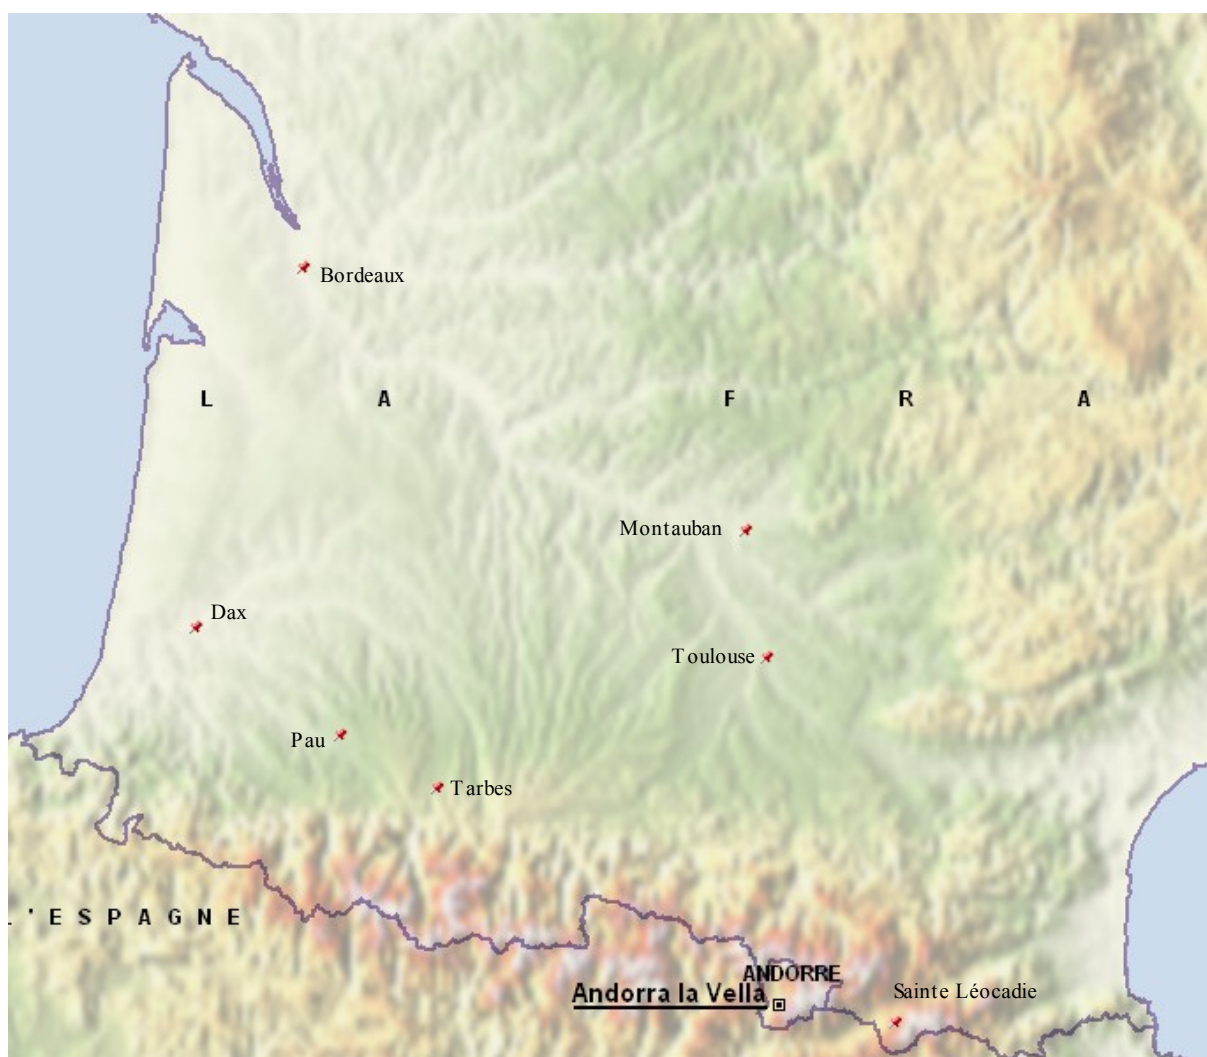 Bordeaux
L A F R A
Montauban
Dax
Toulouse
Pau
Tarbes
L'ESPAGNE
ANDORRE
Andorra la Vella
Sainte Léocadie